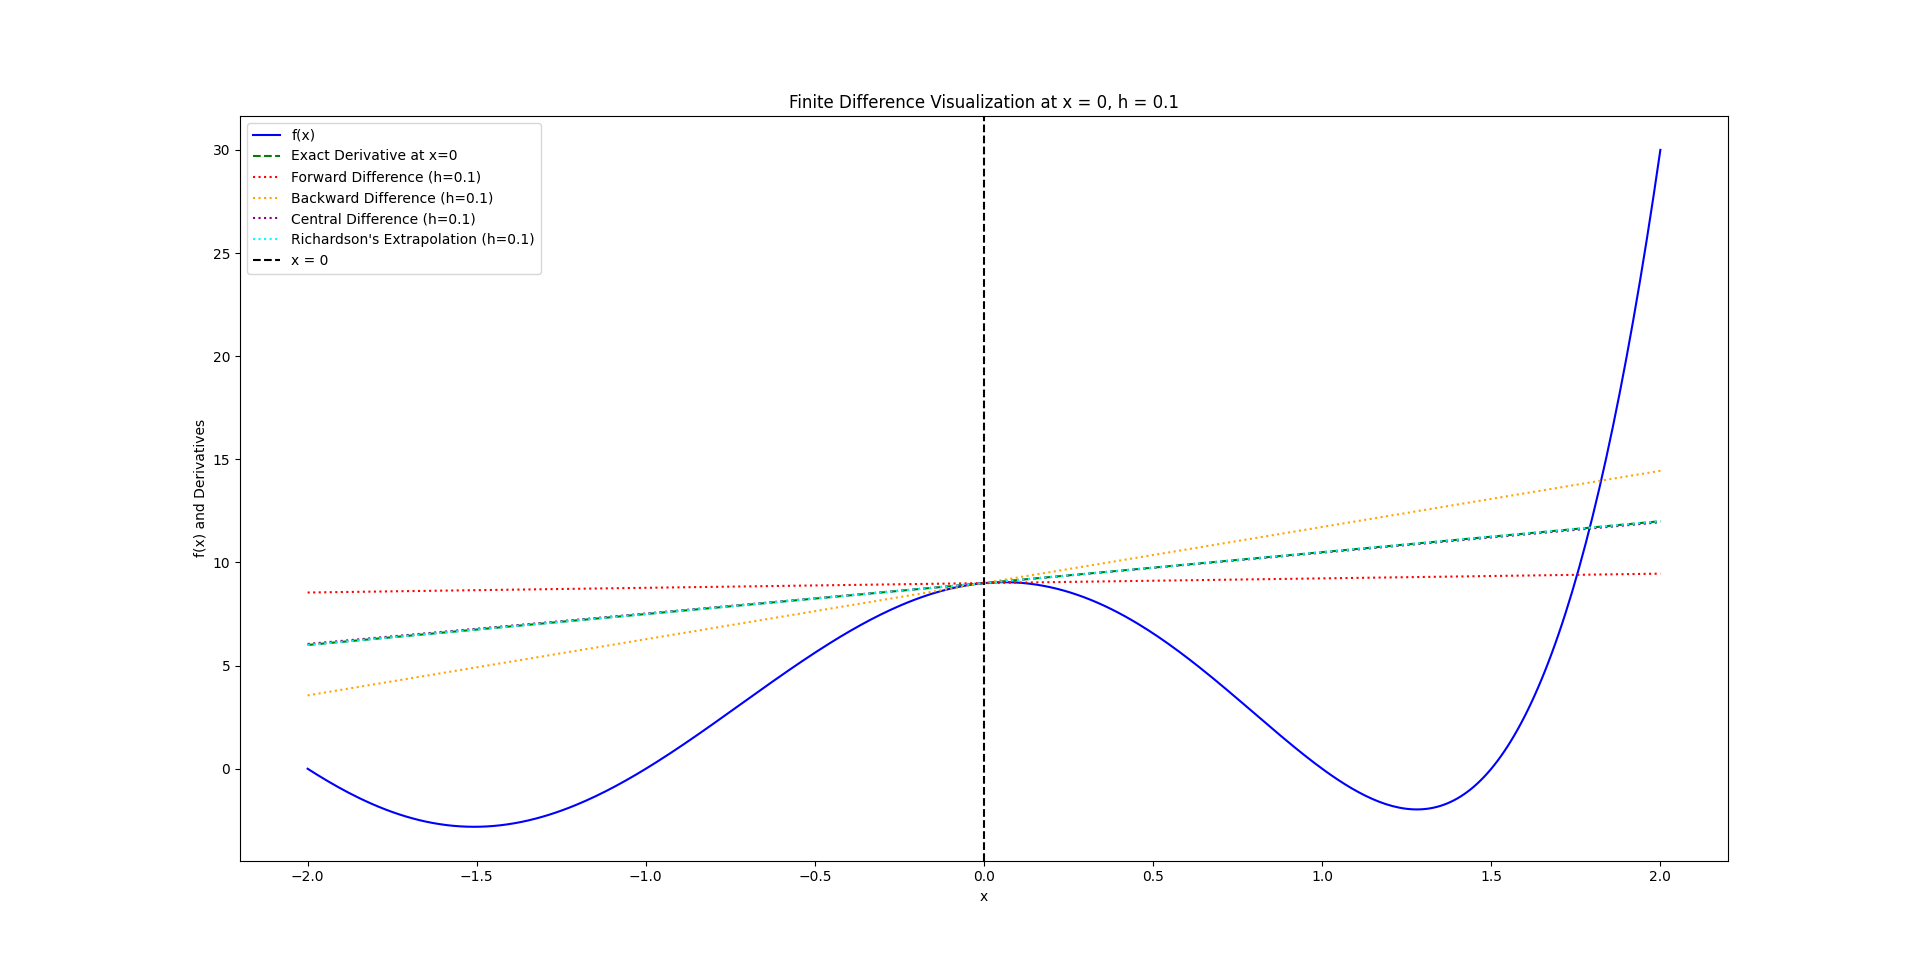 Finite Difference Visualization at x = 0, h = 0.1
f(x)
Exact Derivative at x=0
Forward Difference (h=0.1)
Backward Difference (h=0.1)
Central Difference (h=0.1)
Richardson's Extrapolation (h=0.1)
x = 0
30
25
20
15
10
5
0
f(x) and Derivatives
−2.0 −1.5 −1.0 −0.5 0.0 0.5 1.0 1.5 2.0
x